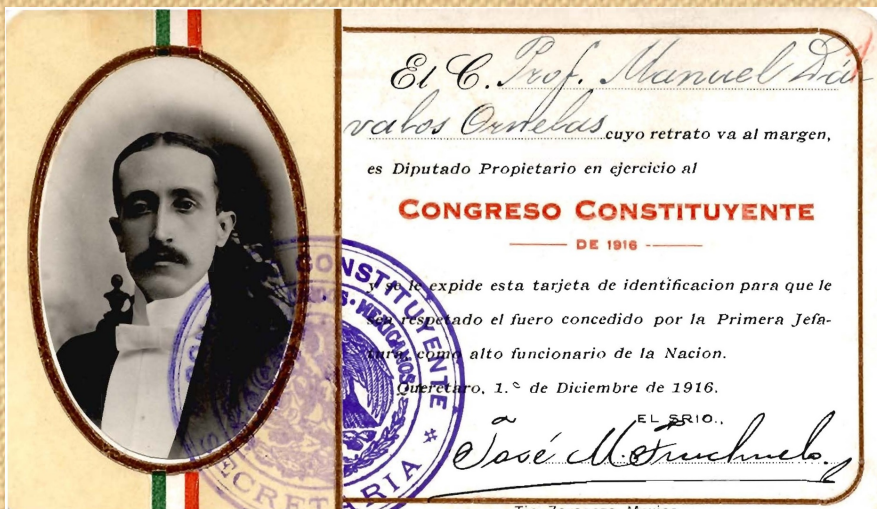 El C. Prof. Manuel Dá-
valos Ornelas cuyo retrato va al margen,
es Diputado Propietario en ejercicio al
CONGRESO CONSTITUYENTE
DE 1916
y se le expide esta tarjeta de identificacion para que le
sea respetado el fuero concedido por la Primera Jefa-
tura, como alto funcionario de la Nacion.
Querétaro, 1.º de Diciembre de 1916.
EL SRIO.,
José M. Truchuelo.
CONSTITUYENTE
S MEXICANOS
SECRETARIA